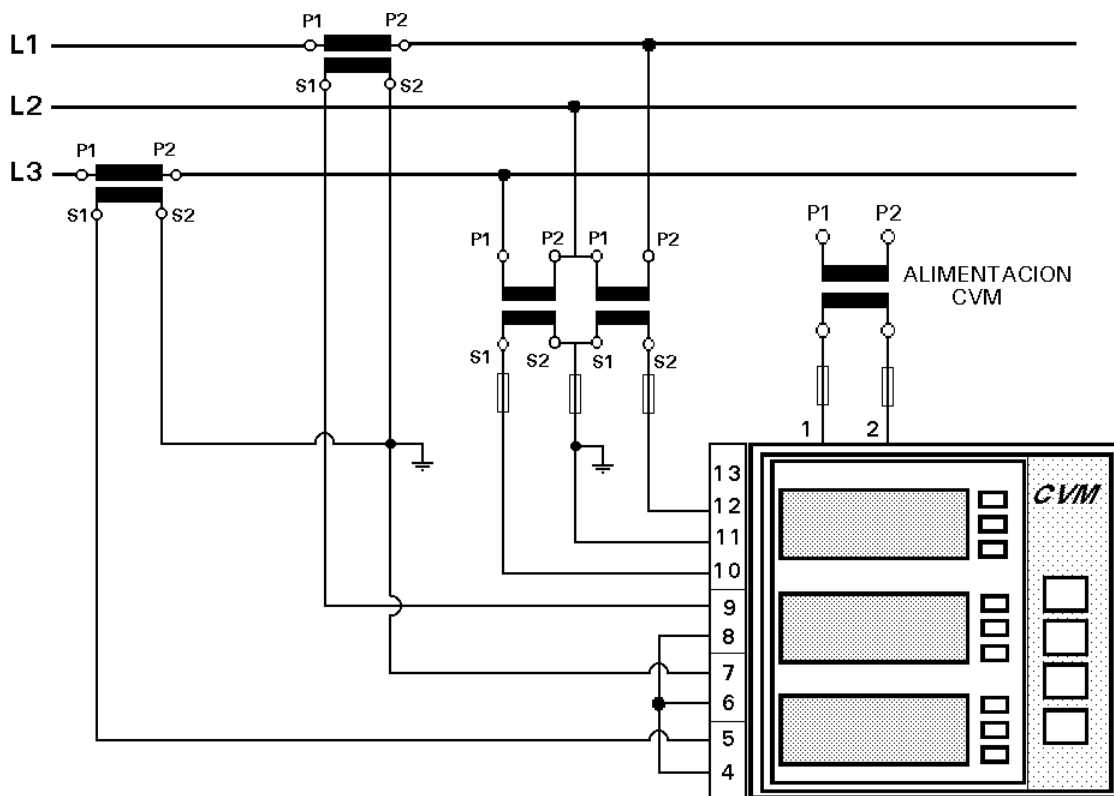 P1 P2
L1
S1 S2
L2
P1 P2
L3
S1 S2
P1 P2
P1 P2 P1 P2
ALIMENTACION
CVM
S1 S2 S1 S2
1 2
13
CVM
12
11
10
9
8
7
6
5
4